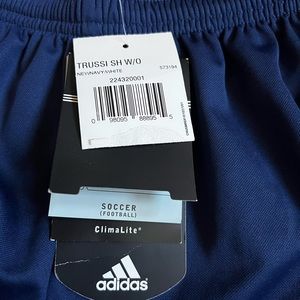 TRUSSI SH W/O
NEWNAVY/WHITE 573194
224320001
0 98095 88895 5
SOCCER
(FOOTBALL)
ClimaLite®
adidas